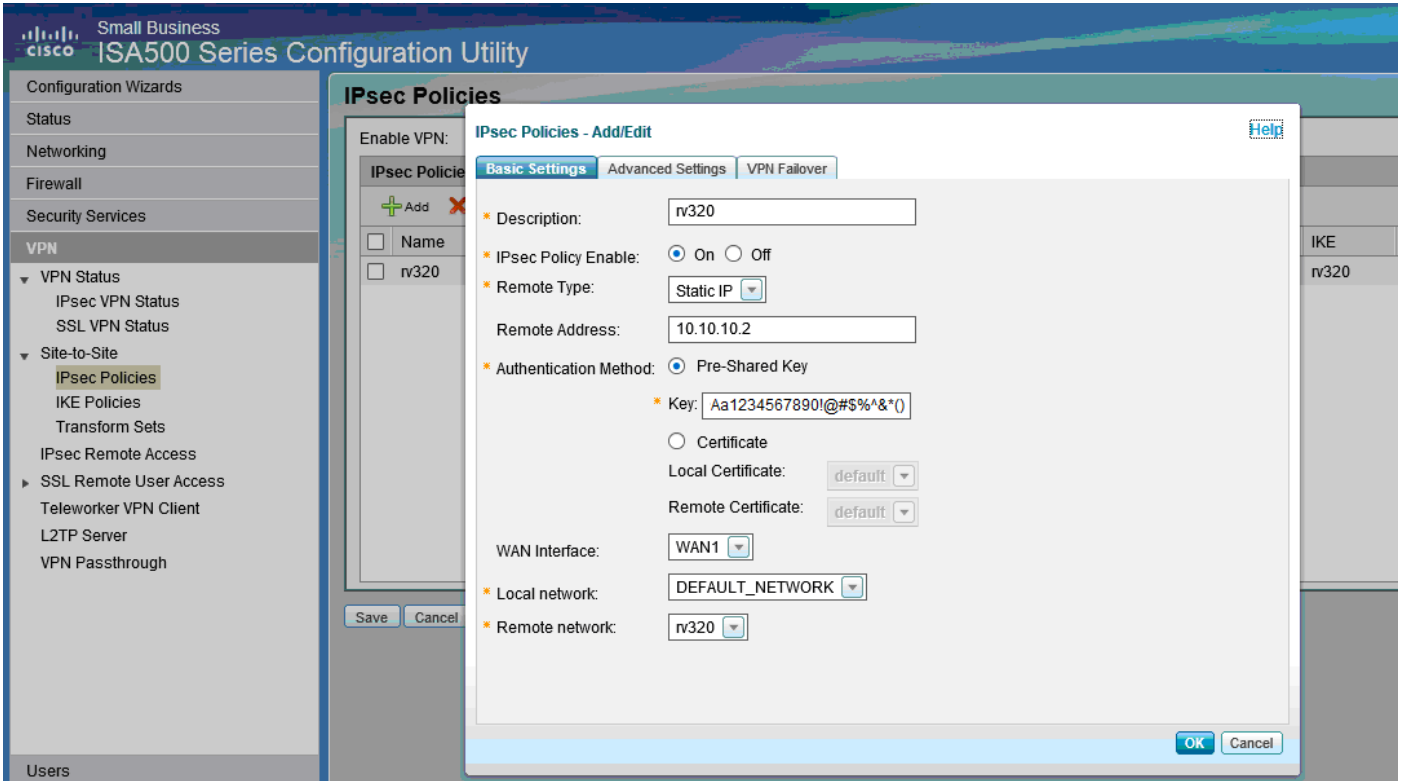 Small Business
CISCO ISA500 Series Configuration Utility
Configuration Wizards
Status
Networking
Firewall
Security Services
VPN
VPN Status
IPsec VPN Status
SSL VPN Status
Site-to-Site
IPsec Policies
IKE Policies
Transform Sets
IPsec Remote Access
SSL Remote User Access
Teleworker VPN Client
L2TP Server
VPN Passthrough
Users
IPsec Policies
Enable VPN:
IPsec Policie
Add
Name
IKE
rv320
rv320
Save Cancel
IPsec Policies - Add/Edit
Help
Basic Settings Advanced Settings VPN Failover
* Description: rv320
* IPsec Policy Enable: On Off
* Remote Type: Static IP
Remote Address: 10.10.10.2
* Authentication Method: Pre-Shared Key
* Key: Aa1234567890!@#$%^&*()
Certificate
Local Certificate: default
Remote Certificate: default
WAN Interface: WAN1
* Local network: DEFAULT_NETWORK
* Remote network: rv320
OK Cancel